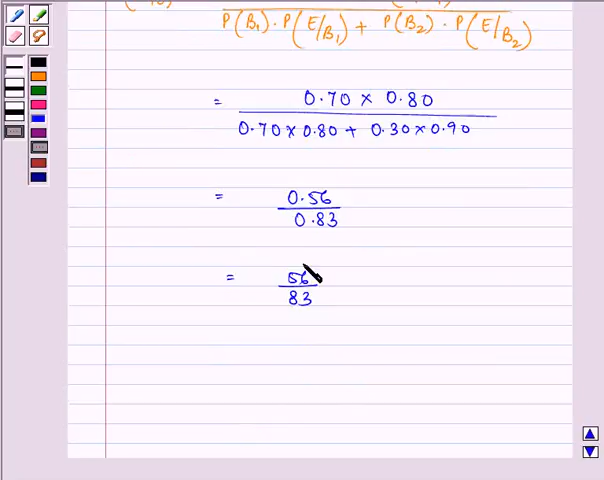 P(B₁) · P(E/B₁) + P(B₂) · P(E/B₂)
= 0.70 × 0.80
0.70 × 0.80 + 0.30 × 0.90
= 0.56
0.83
= 56
83